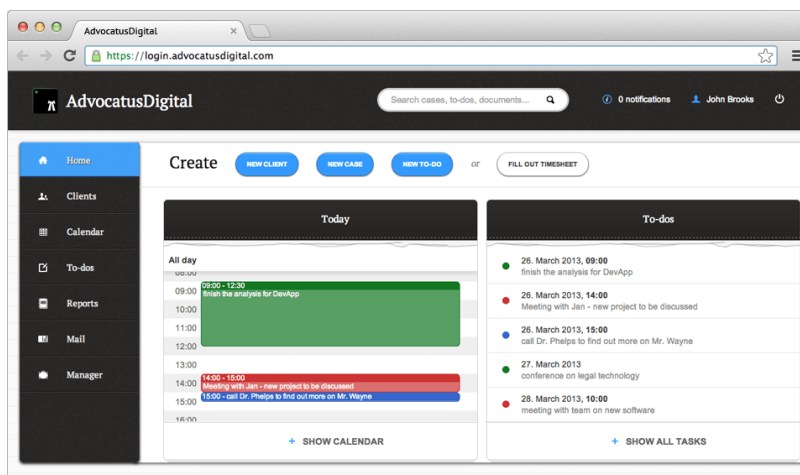 AdvocatusDigital
https://login.advocatusdigital.com
AdvocatusDigital
Search cases, to-dos, documents...
0 notifications
John Brooks
Home
Clients
Calendar
To-dos
Reports
Mail
Manager
Create
NEW CLIENT
NEW CASE
NEW TO-DO
or
FILL OUT TIMESHEET
Today
All day
08:00
09:00
10:00
11:00
12:00
13:00
14:00
15:00
16:00
09:00 - 12:30
finish the analysis for DevApp
14:00 - 15:00
Meeting with Jan - new project to be discussed
15:00 - call Dr. Phelps to find out more on Mr. Wayne
+ SHOW CALENDAR
To-dos
26. March 2013, 09:00
finish the analysis for DevApp
26. March 2013, 14:00
Meeting with Jan - new project to be discussed
26. March 2013, 15:00
call Dr. Phelps to find out more on Mr. Wayne
27. March 2013
conference on legal technology
28. March 2013, 10:00
meeting with team on new software
+ SHOW ALL TASKS